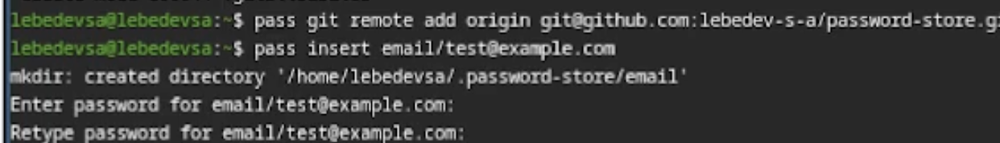 lebedevsa@lebedevsa:~$ pass git remote add origin git@github.com:lebedev-s-a/password-store.gi
lebedevsa@lebedevsa:~$ pass insert email/test@example.com
mkdir: created directory '/home/lebedevsa/.password-store/email'
Enter password for email/test@example.com:
Retype password for email/test@example.com: